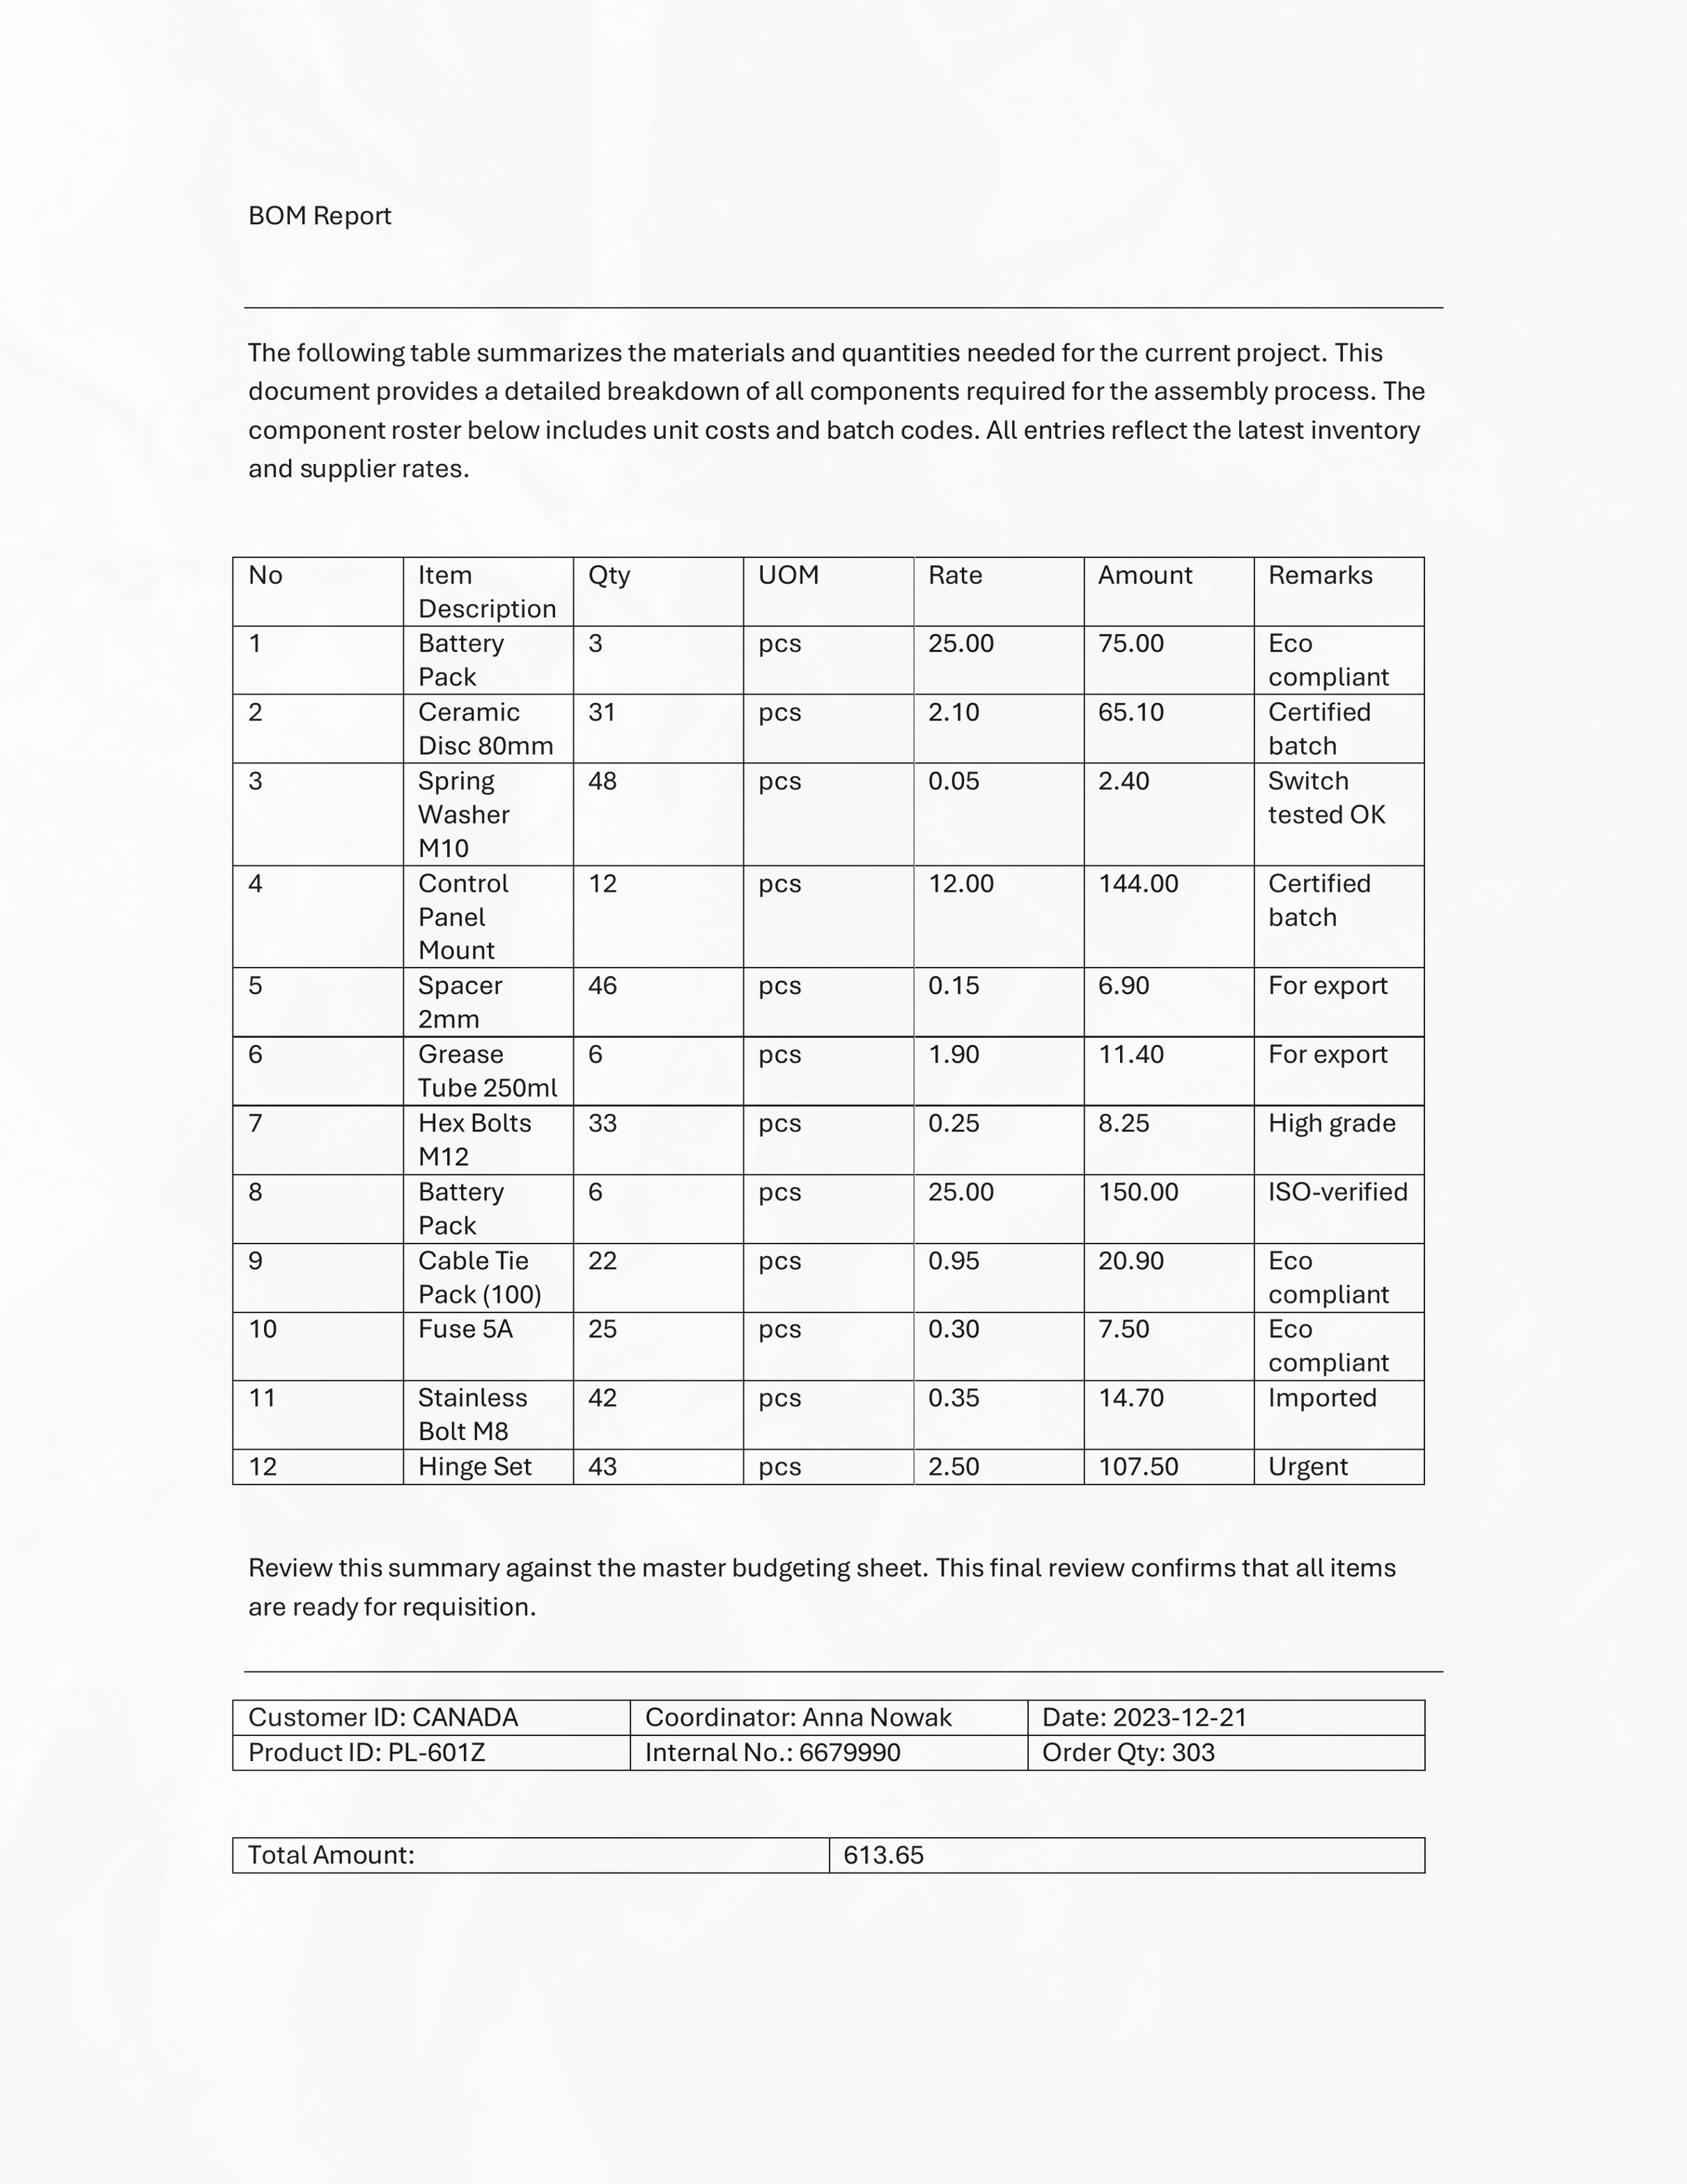 BOM Report
The following table summarizes the materials and quantities needed for the current project. This
document provides a detailed breakdown of all components required for the assembly process. The
component roster below includes unit costs and batch codes. All entries reflect the latest inventory
and supplier rates.
No Item Description Qty UOM Rate Amount Remarks
1 Battery Pack 3 pcs 25.00 75.00 Eco compliant
2 Ceramic Disc 80mm 31 pcs 2.10 65.10 Certified batch
3 Spring Washer M10 48 pcs 0.05 2.40 Switch tested OK
4 Control Panel Mount 12 pcs 12.00 144.00 Certified batch
5 Spacer 2mm 46 pcs 0.15 6.90 For export
6 Grease Tube 250ml 6 pcs 1.90 11.40 For export
7 Hex Bolts M12 33 pcs 0.25 8.25 High grade
8 Battery Pack 6 pcs 25.00 150.00 ISO-verified
9 Cable Tie Pack (100) 22 pcs 0.95 20.90 Eco compliant
10 Fuse 5A 25 pcs 0.30 7.50 Eco compliant
11 Stainless Bolt M8 42 pcs 0.35 14.70 Imported
12 Hinge Set 43 pcs 2.50 107.50 Urgent
Review this summary against the master budgeting sheet. This final review confirms that all items
are ready for requisition.
Customer ID: CANADA Coordinator: Anna Nowak Date: 2023-12-21
Product ID: PL-601Z Internal No.: 6679990 Order Qty: 303
Total Amount: 613.65